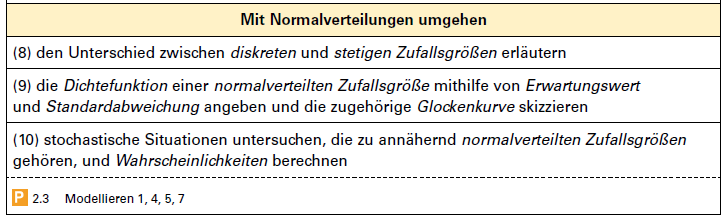 Mit Normalverteilungen umgehen
(8) den Unterschied zwischen diskreten und stetigen Zufallsgrößen erläutern
(9) die Dichtefunktion einer normalverteilten Zufallsgröße mithilfe von Erwartungswert
und Standardabweichung angeben und die zugehörige Glockenkurve skizzieren
(10) stochastische Situationen untersuchen, die zu annähernd normalverteilten Zufallsgrößen
gehören, und Wahrscheinlichkeiten berechnen
P 2.3 Modellieren 1, 4, 5, 7